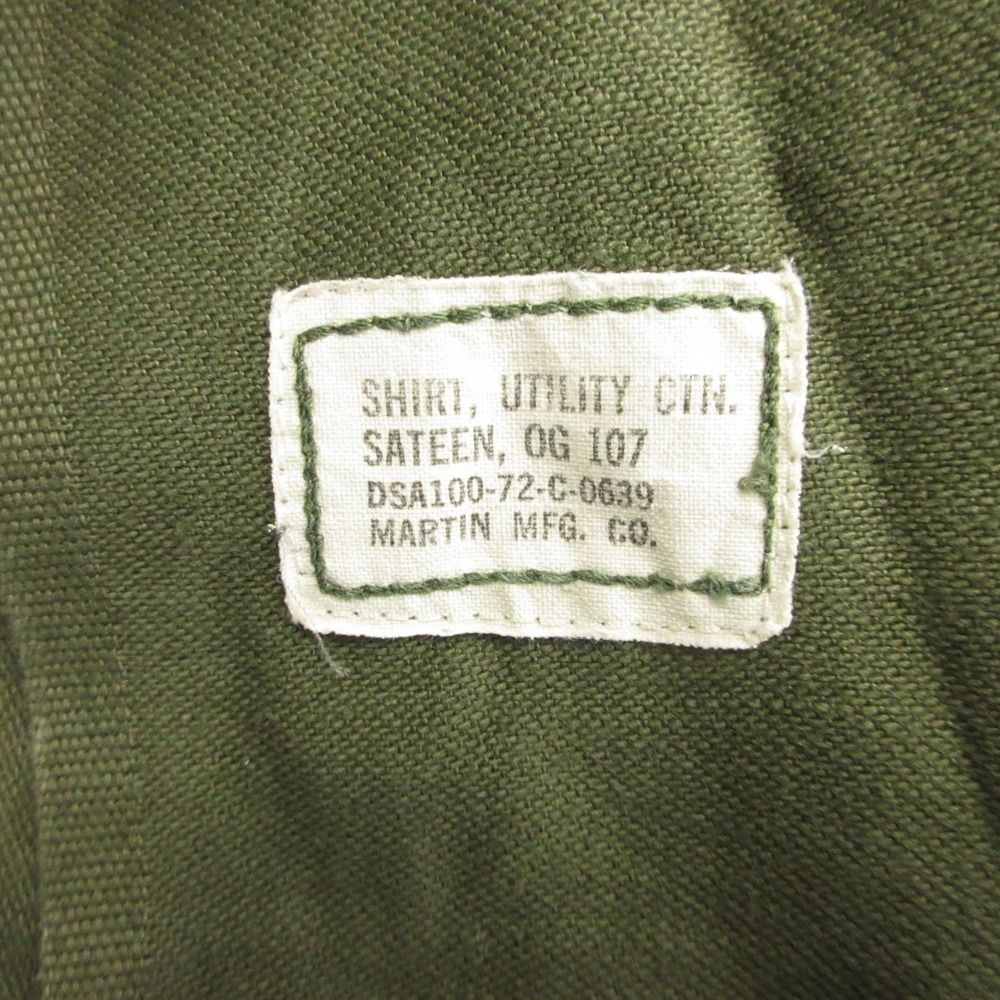 SHIRT, UTILITY CTN.
SATEEN, OG 107
DSA100-72-C-0639
MARTIN MFG. CO.